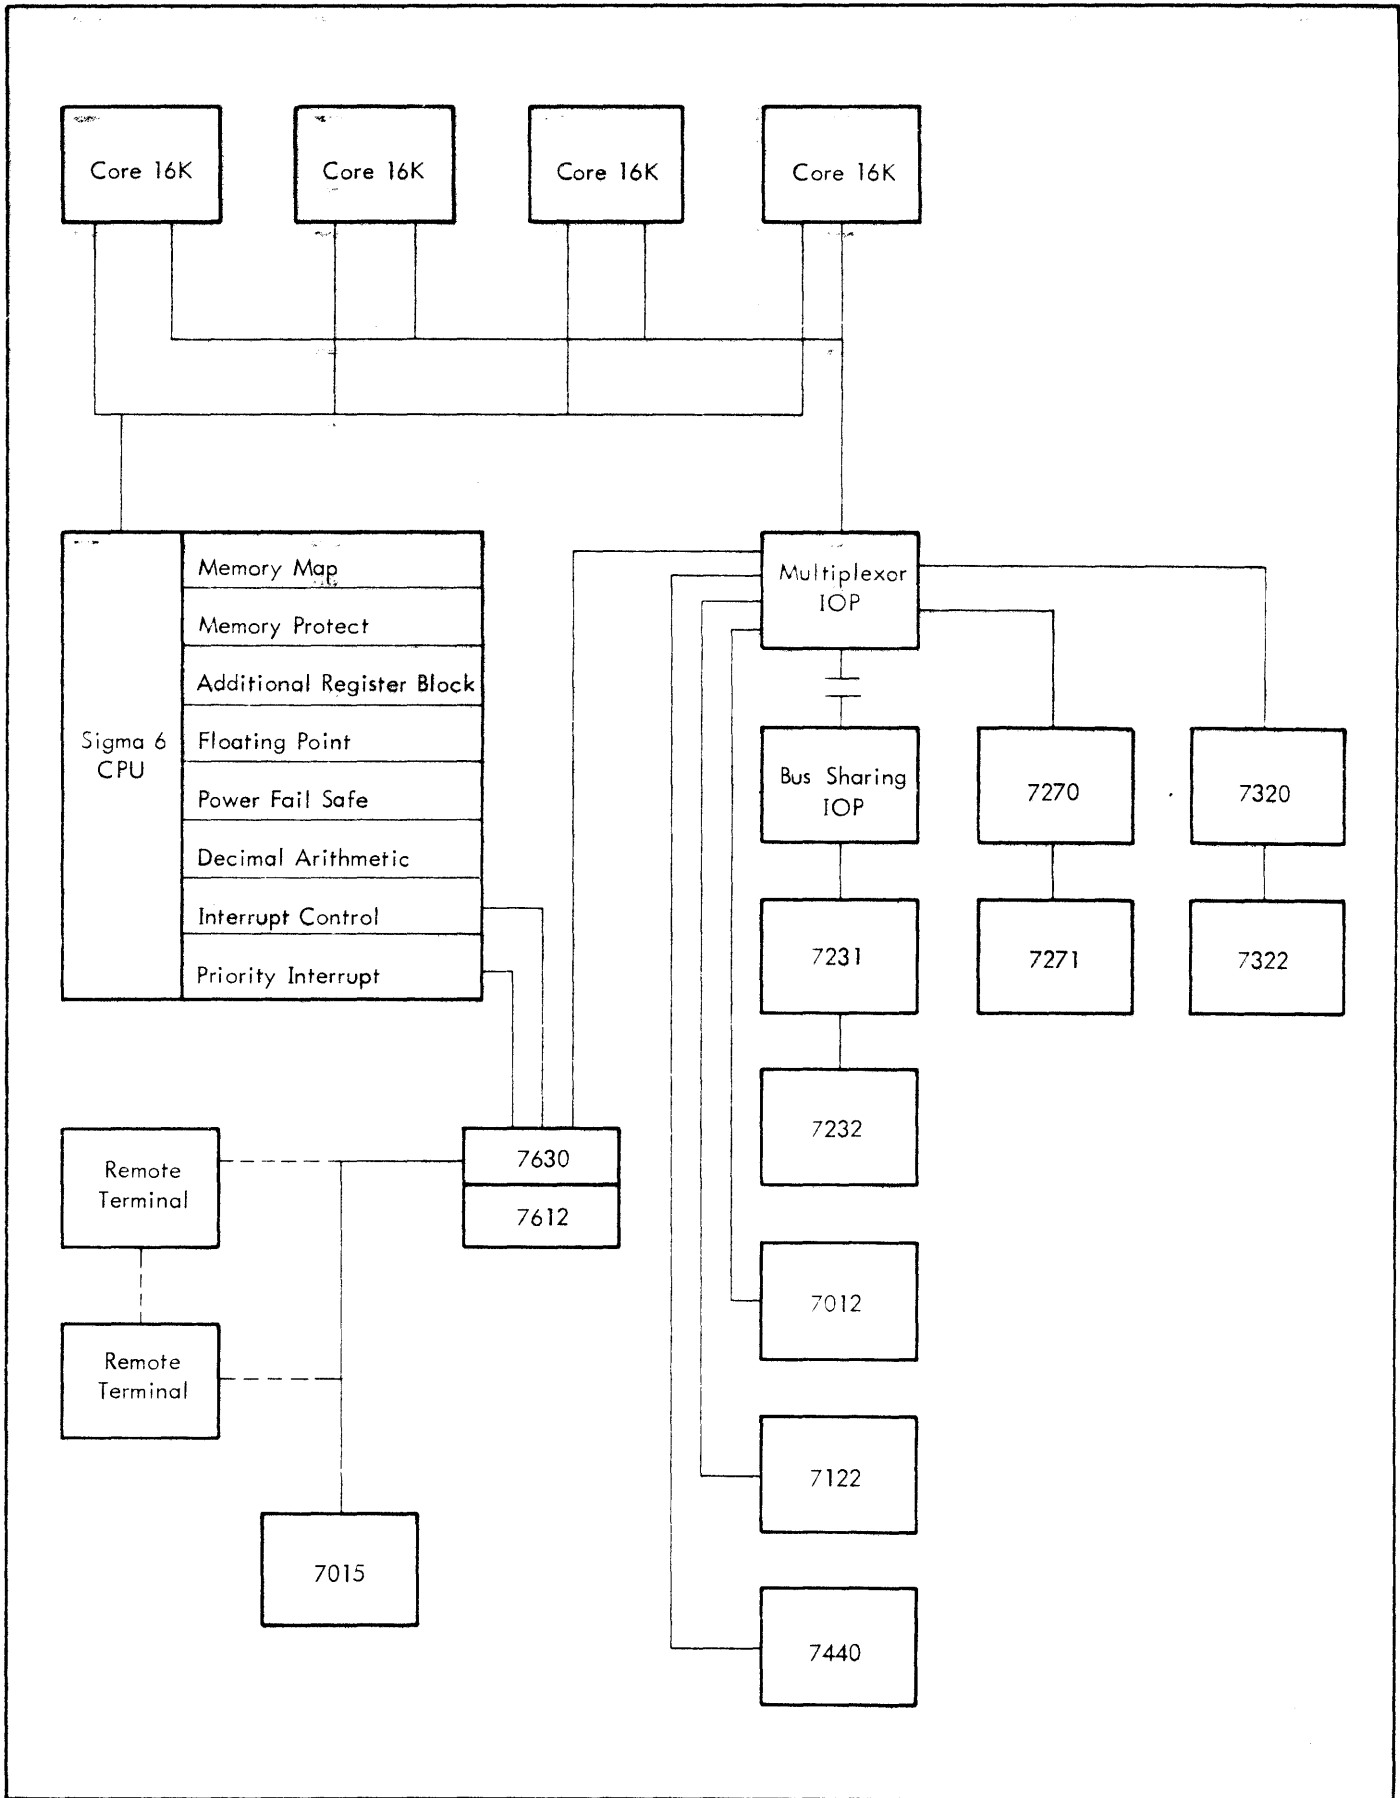 Core 16K
Core 16K
Core 16K
Core 16K
Sigma 6
CPU
Memory Map
Memory Protect
Additional Register Block
Floating Point
Power Fail Safe
Decimal Arithmetic
Interrupt Control
Priority Interrupt
Multiplexor
IOP
Bus Sharing
IOP
7270
7320
7231
7271
7322
7232
Remote
Terminal
7630
7612
7012
Remote
Terminal
7122
7015
7440